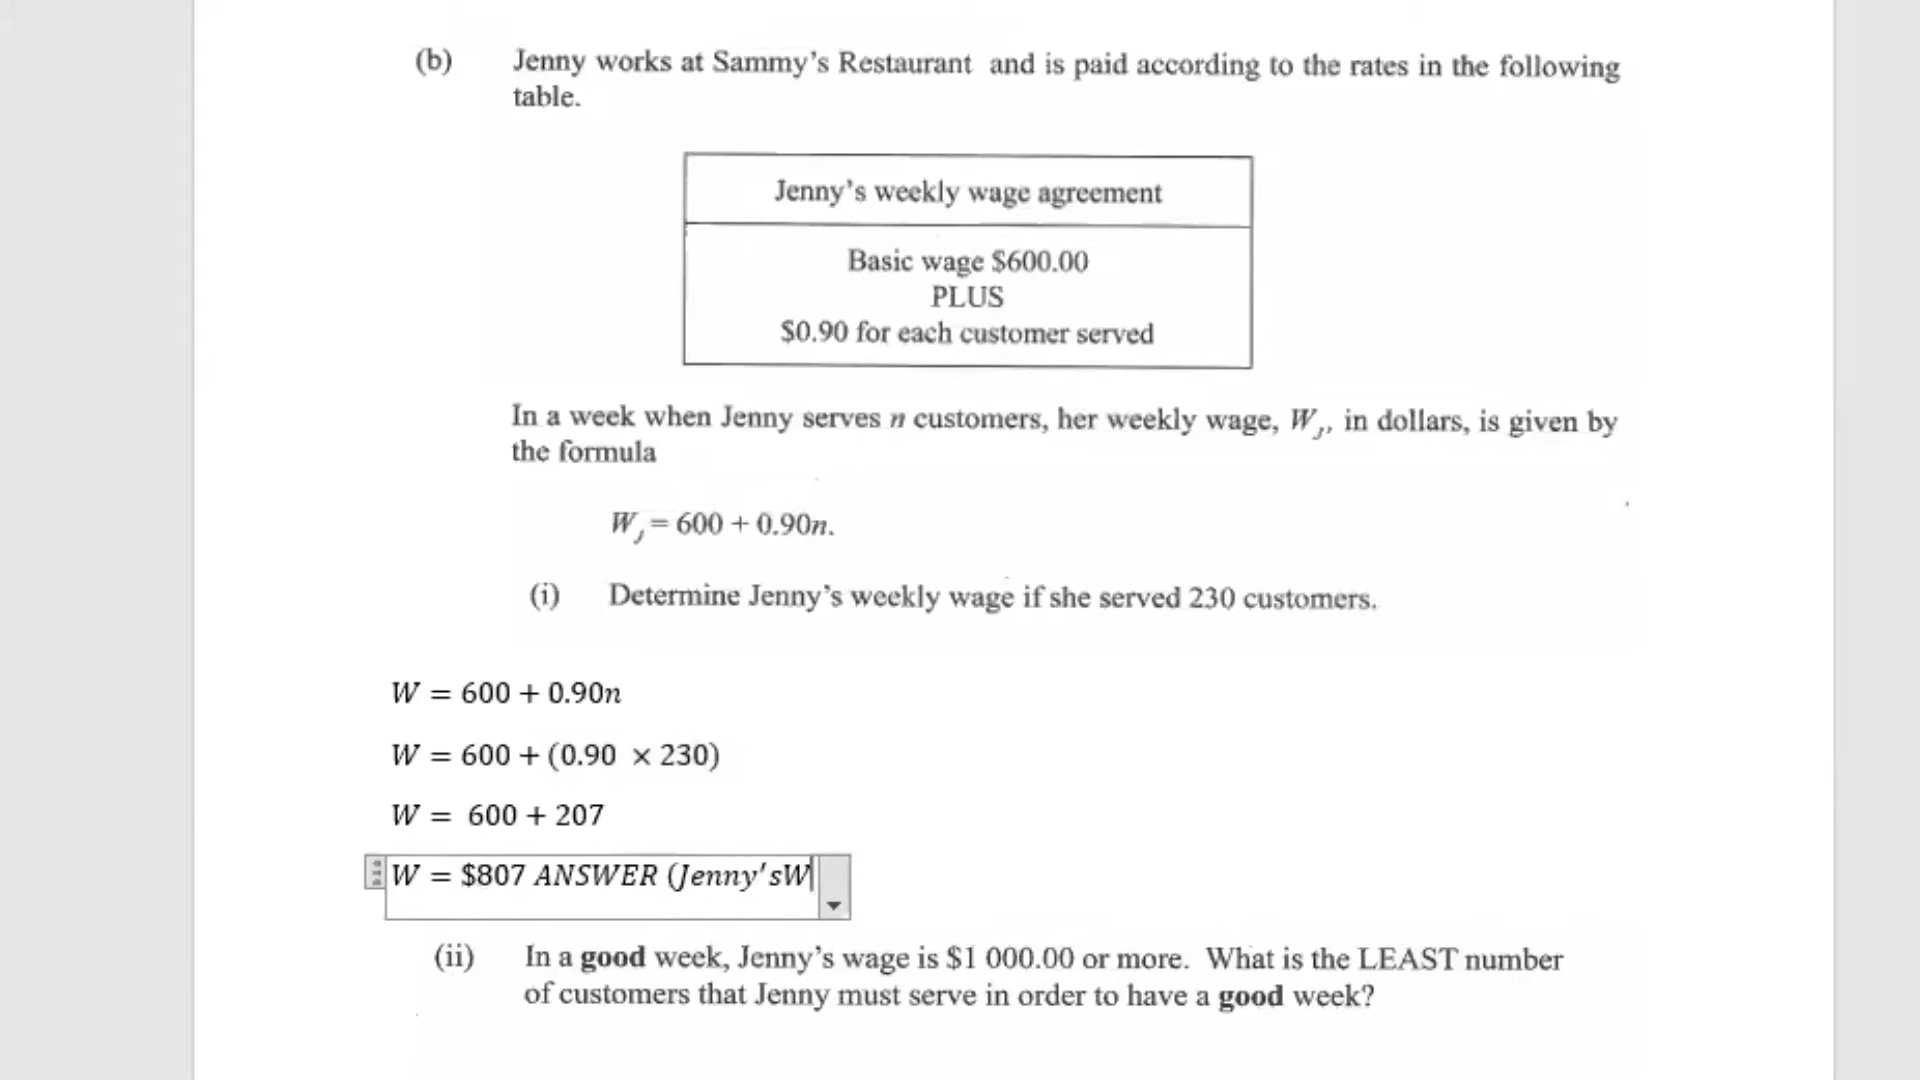 (b) Jenny works at Sammy's Restaurant and is paid according to the rates in the following
table.
Jenny's weekly wage agreement
Basic wage $600.00
PLUS
$0.90 for each customer served
In a week when Jenny serves n customers, her weekly wage, W_J, in dollars, is given by
the formula
W_J = 600 + 0.90n.
(i) Determine Jenny's weekly wage if she served 230 customers.
W = 600 + 0.90n
W = 600 + (0.90 × 230)
W = 600 + 207
W = $807 ANSWER (Jenny'sW
(ii) In a good week, Jenny's wage is $1 000.00 or more. What is the LEAST number
of customers that Jenny must serve in order to have a good week?